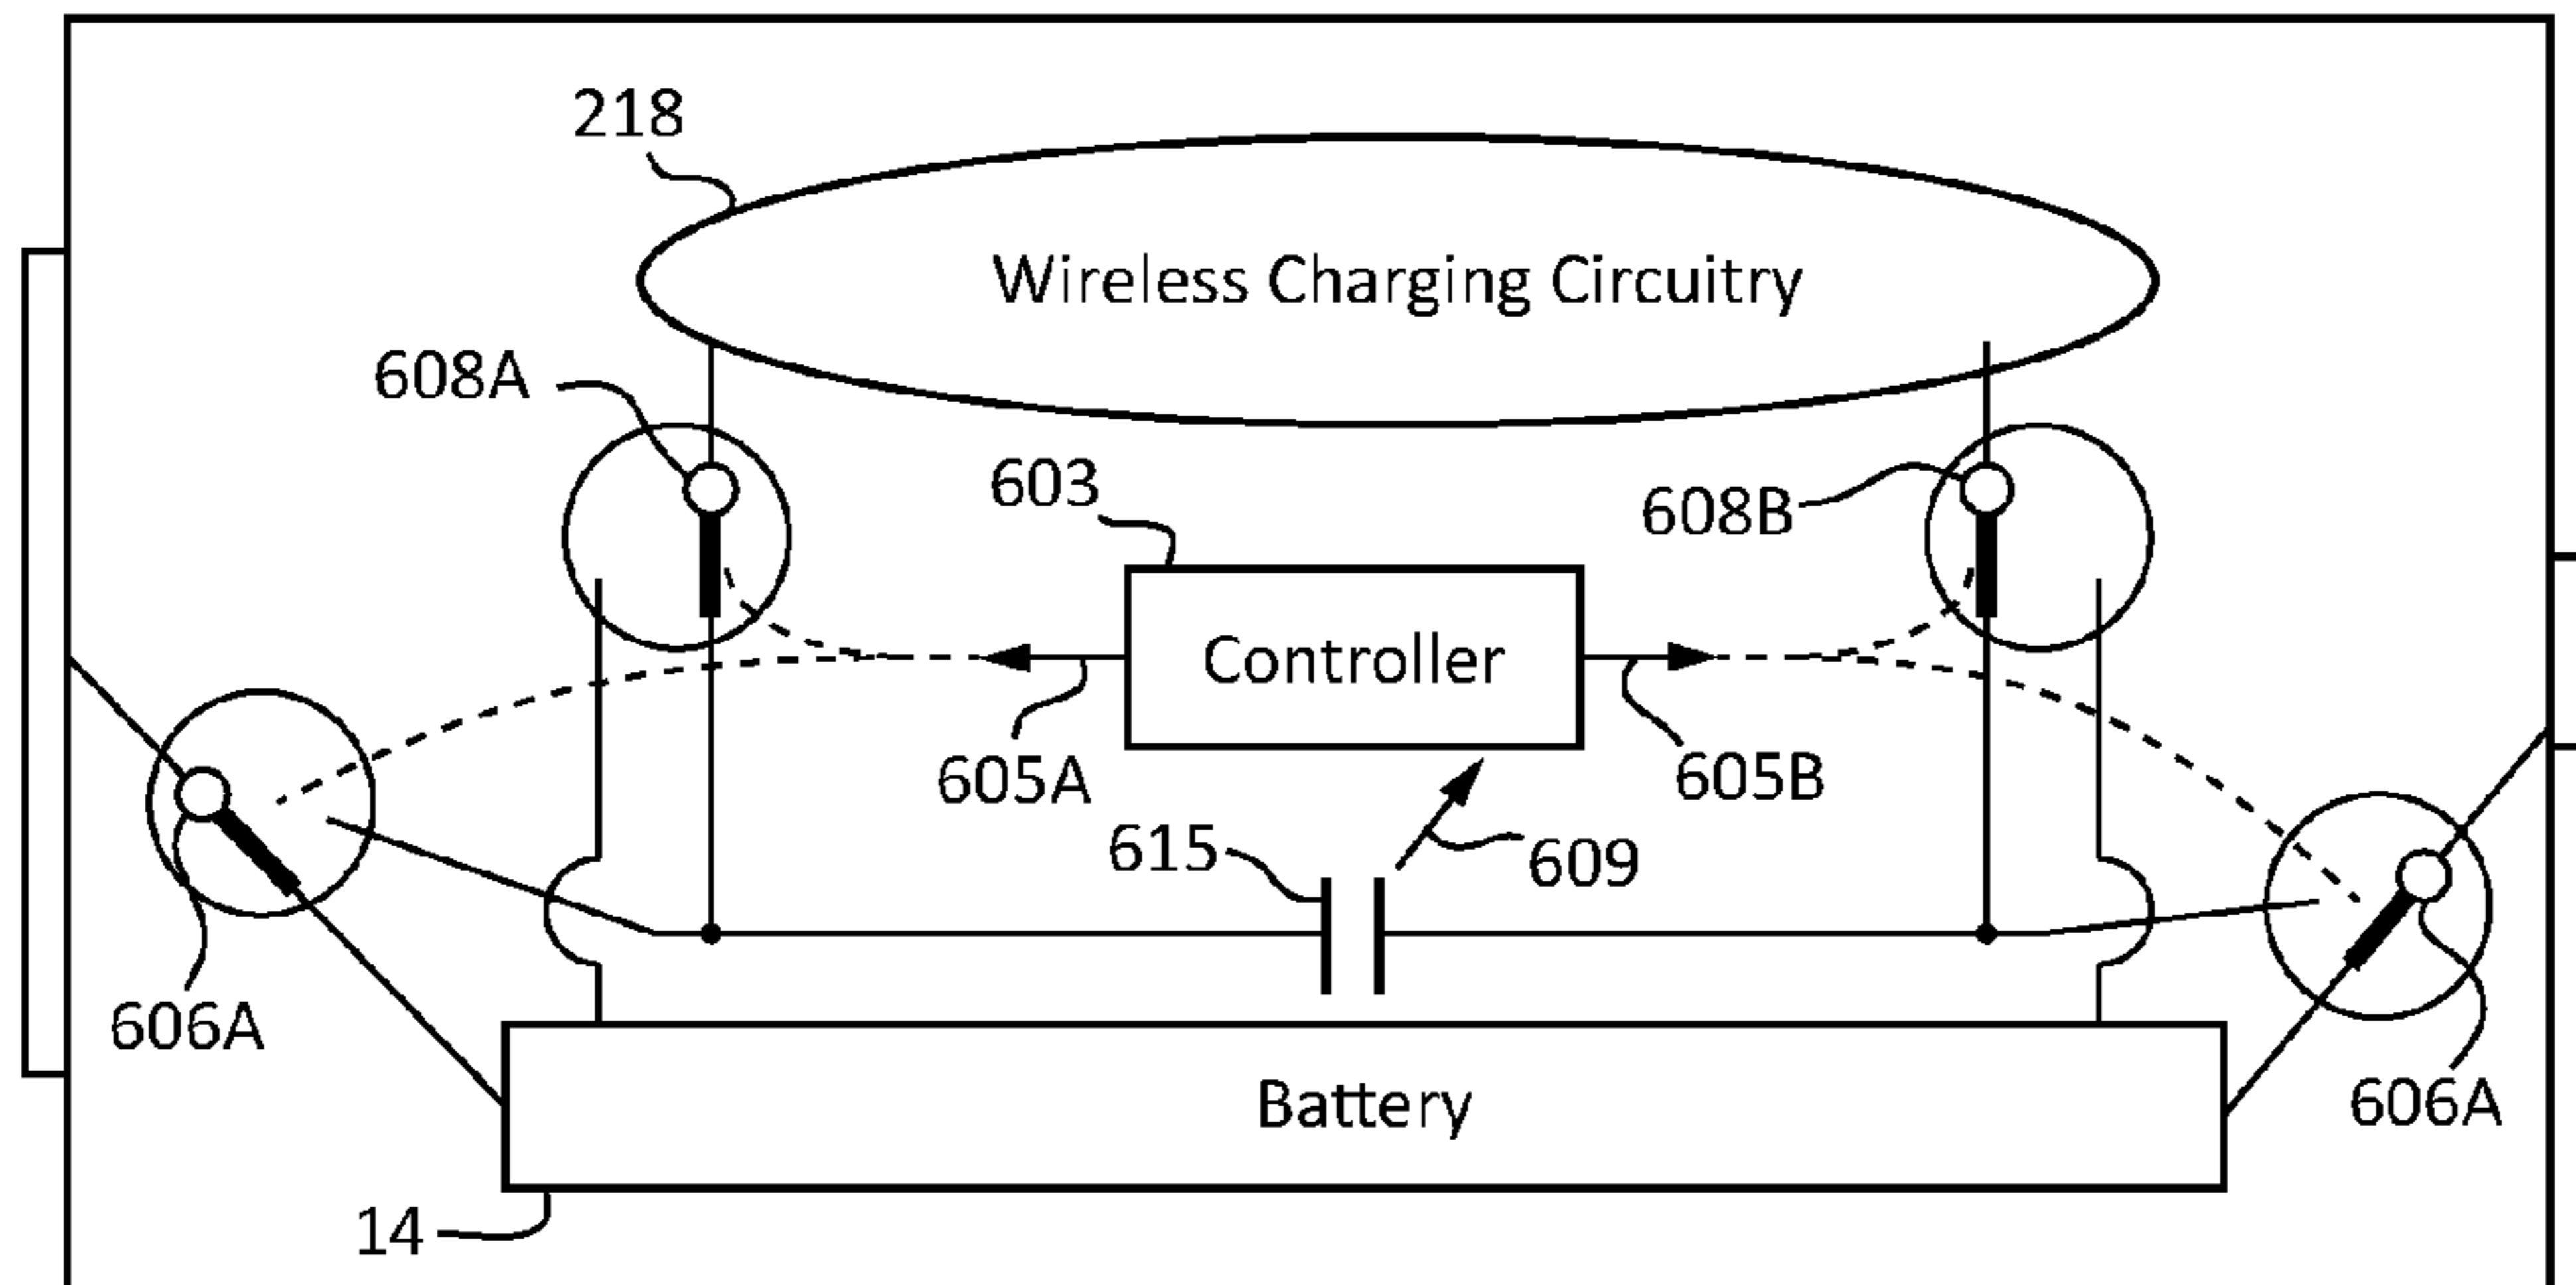 218
Wireless Charging Circuitry
608A
603
608B
Controller
605A
605B
615
609
606A
606A
Battery
14